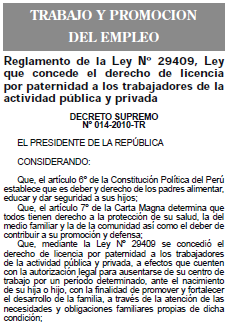 TRABAJO Y PROMOCION
DEL EMPLEO
Reglamento de la Ley Nº 29409, Ley
que concede el derecho de licencia
por paternidad a los trabajadores de la
actividad pública y privada
DECRETO SUPREMO
Nº 014-2010-TR
EL PRESIDENTE DE LA REPÚBLICA
CONSIDERANDO:
Que, el artículo 6º de la Constitución Política del Perú
establece que es deber y derecho de los padres alimentar,
educar y dar seguridad a sus hijos;
Que, el artículo 7º de la Carta Magna determina que
todos tienen derecho a la protección de su salud, la del
medio familiar y la de la comunidad así como el deber de
contribuir a su promoción y defensa;
Que, mediante la Ley Nº 29409 se concedió el
derecho de licencia por paternidad a los trabajadores
de la actividad pública y privada, a efectos que cuenten
con la autorización legal para ausentarse de su centro de
trabajo por un período determinado, ante el nacimiento
de su hija o hijo, con la finalidad de promover y fortalecer
el desarrollo de la familia, a través de la atención de las
necesidades y obligaciones familiares propias de dicha
condición;